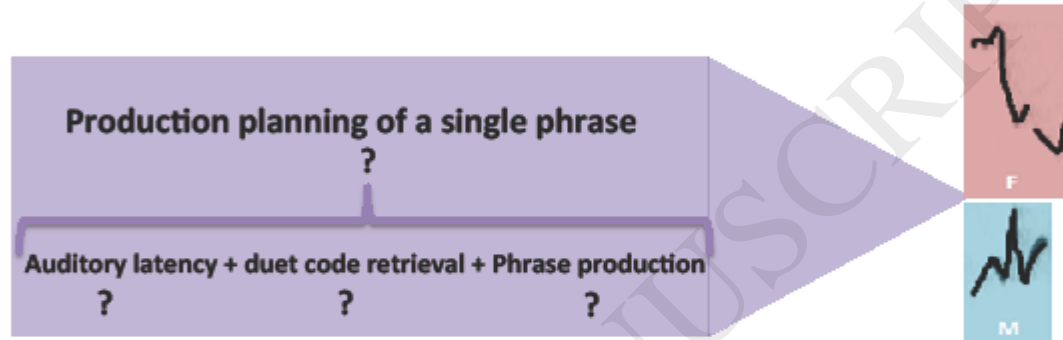 Production planning of a single phrase
?
Auditory latency + duet code retrieval + Phrase production
? ? ?
F
M